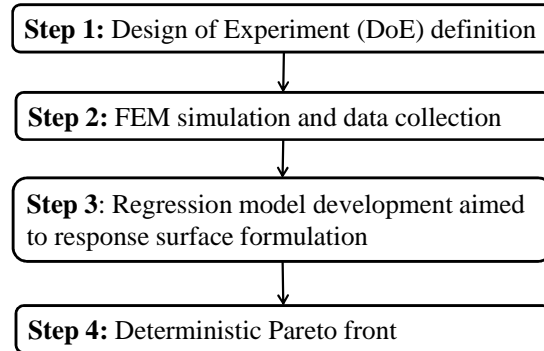 Step 1: Design of Experiment (DoE) definition
Step 2: FEM simulation and data collection
Step 3: Regression model development aimed
to response surface formulation
Step 4: Deterministic Pareto front